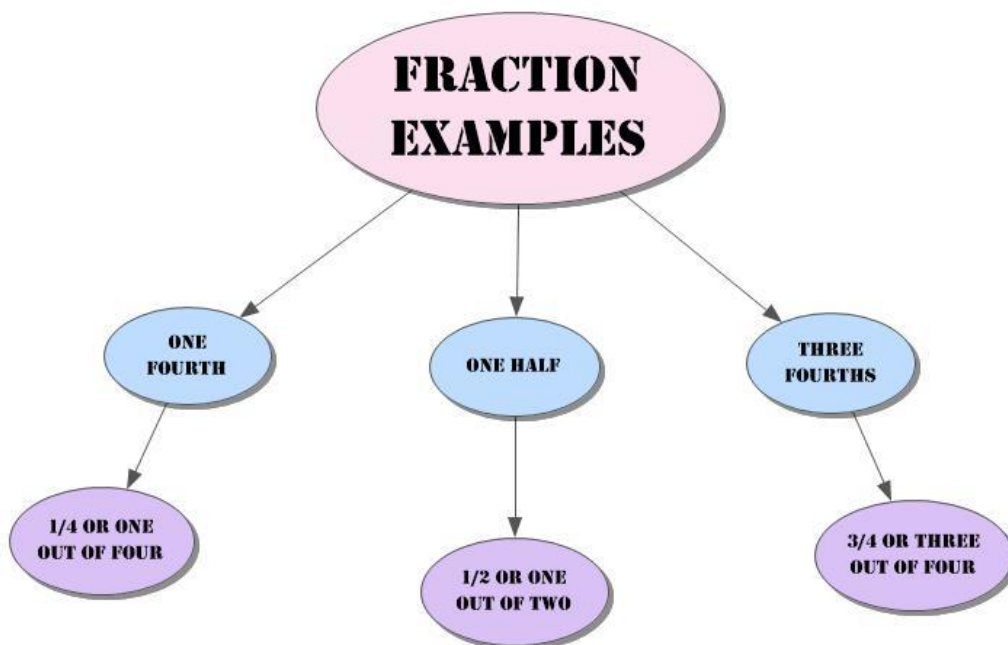 FRACTION
EXAMPLES
ONE
FOURTH
ONE HALF
THREE
FOURTHS
1/4 OR ONE
OUT OF FOUR
1/2 OR ONE
OUT OF TWO
3/4 OR THREE
OUT OF FOUR